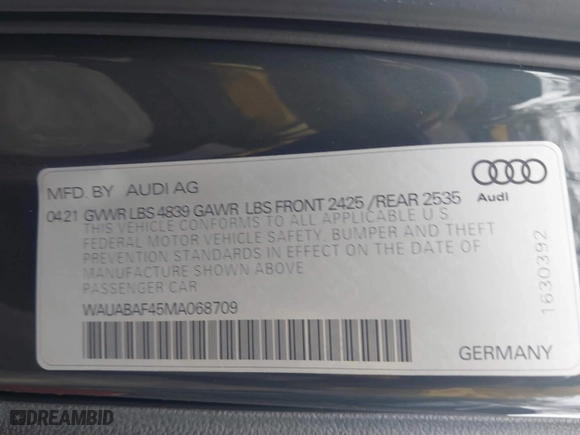 MFD. BY AUDI AG
Audi
04.21 GVWR LBS 4839 GAWR LBS FRONT 2425 /REAR 2535
THIS VEHICLE CONFORMS TO ALL APPLICABLE U S
FEDERAL MOTOR VEHICLE SAFETY, BUMPER AND THEFT
PREVENTION STANDARDS IN EFFECT ON THE DATE OF
MANUFACTURE SHOWN ABOVE
PASSENGER CAR
WAUABAF45MA068709
1630392
GERMANY
DREAMBID